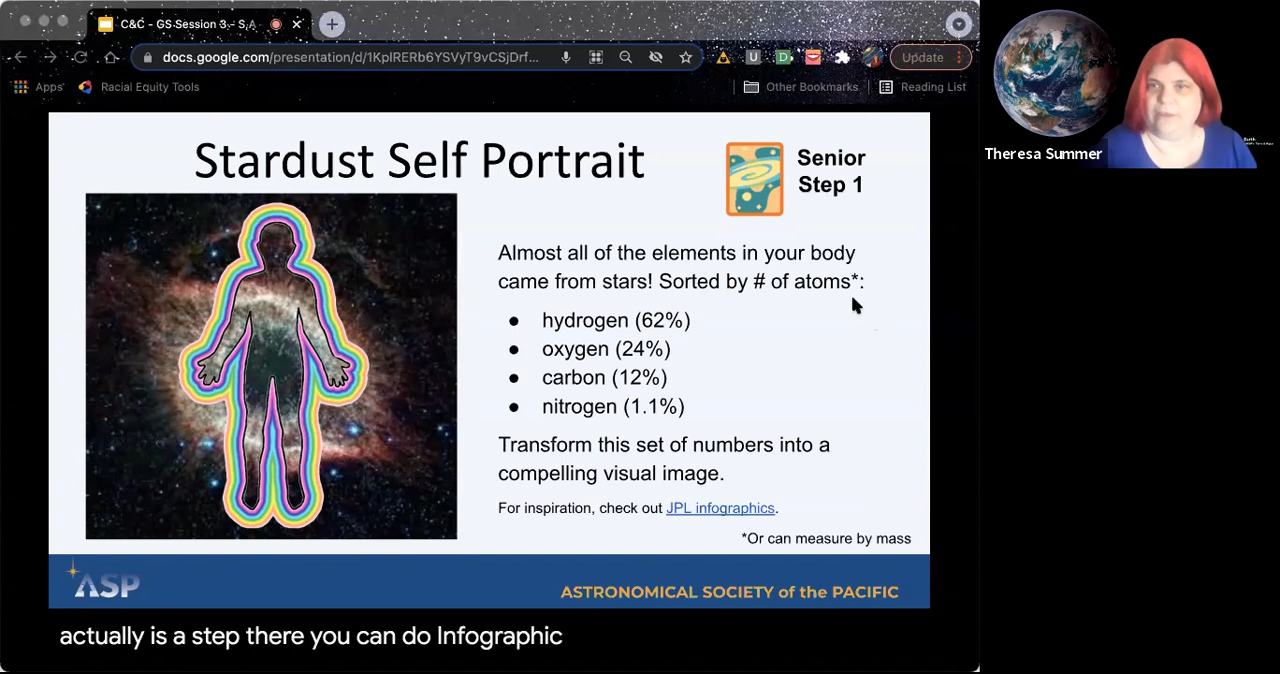 C&C - GS Session 3 - S,A
docs.google.com/presentation/d/1KpIRERb6YSVyT9vCSjDrf...
Update
Apps
Racial Equity Tools
Other Bookmarks
Reading List
Theresa Summer
Stardust Self Portrait
Senior
Step 1
Almost all of the elements in your body
came from stars! Sorted by # of atoms*:
● hydrogen (62%)
● oxygen (24%)
● carbon (12%)
● nitrogen (1.1%)
Transform this set of numbers into a
compelling visual image.
For inspiration, check out JPL infographics.
*Or can measure by mass
ASP
ASTRONOMICAL SOCIETY of the PACIFIC
actually is a step there you can do Infographic